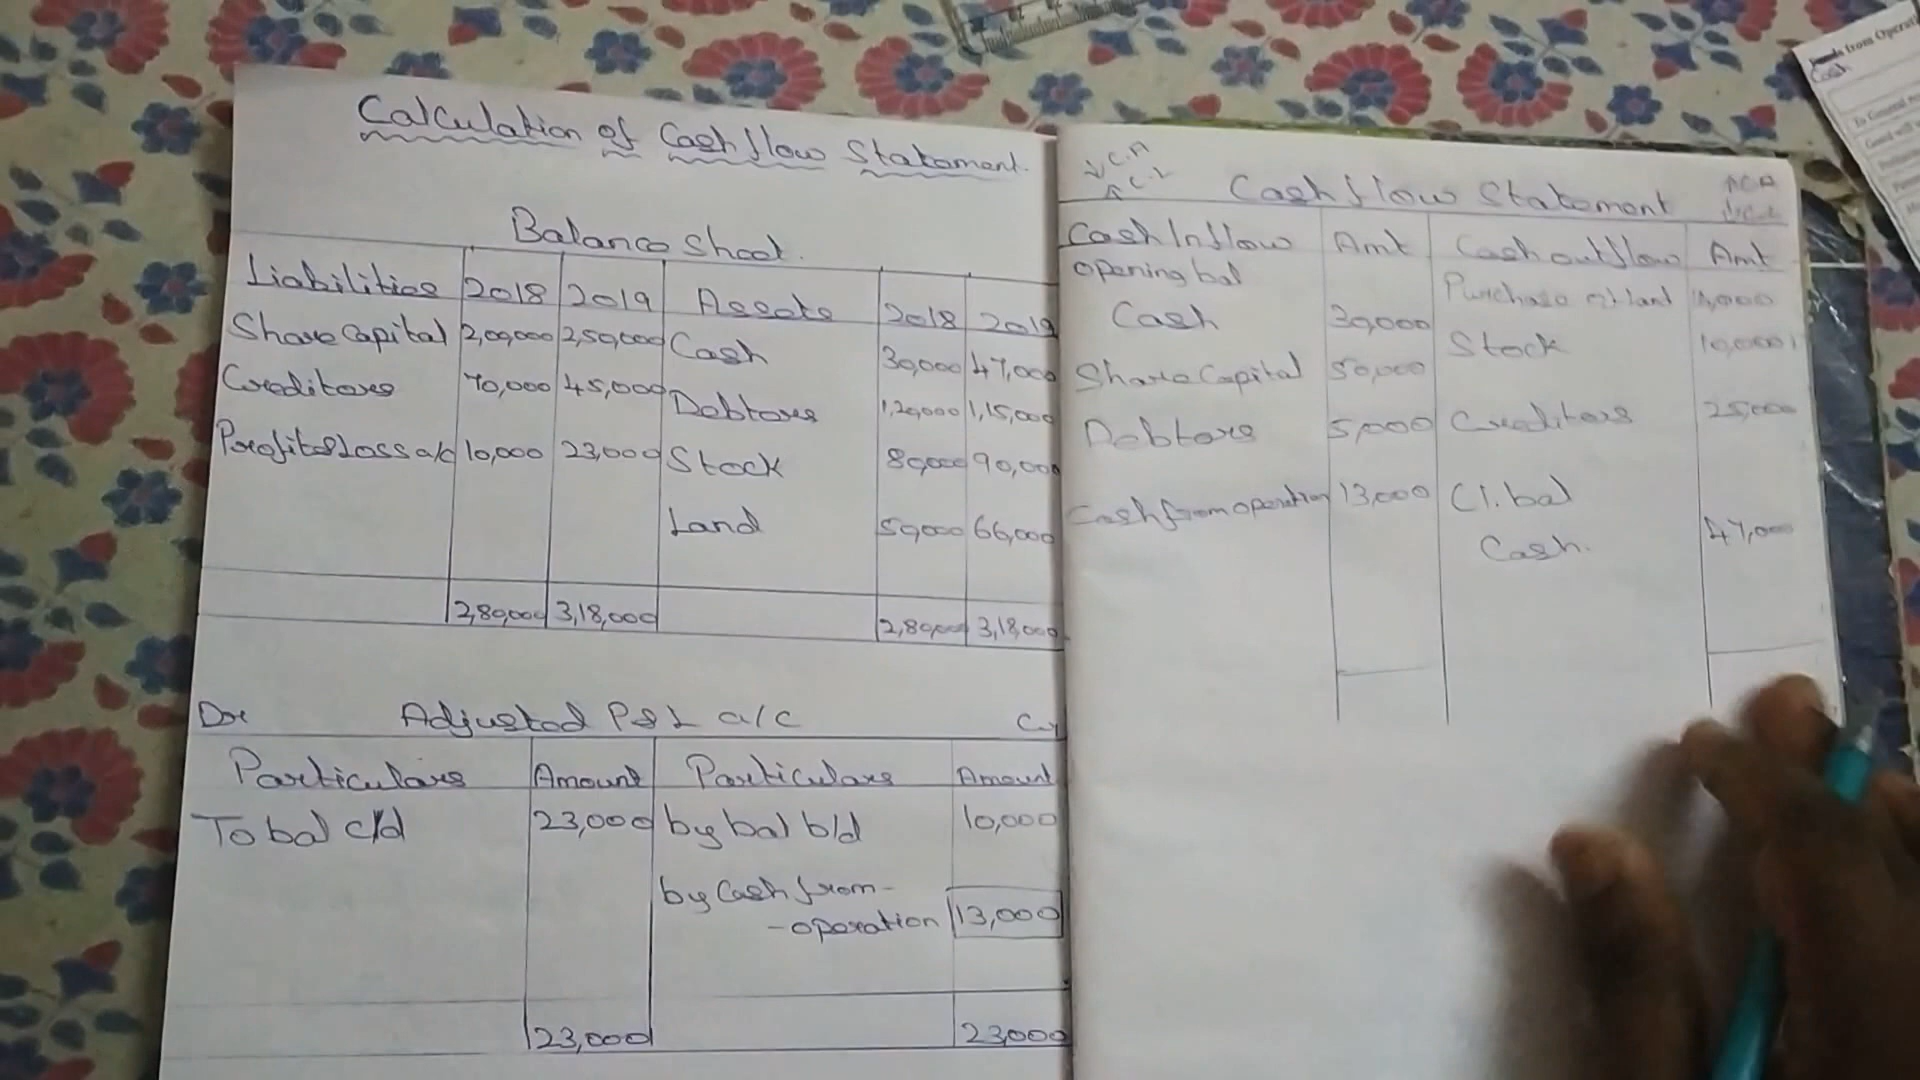 Calculation of Cash flow Statement.
Balance Sheet.
Liabilities 2018 2019 Assets 2018 2019
Share Capital 2,00,000 2,50,000 Cash 30,000 47,000
Creditors 70,000 45,000 Debtors 1,20,000 1,15,000
Profit & Loss a/c 10,000 23,000 Stock 80,000 90,000
Land 50,000 66,000
2,80,000 3,18,000 2,80,000 3,18,000
Dr Adjusted P&L a/c Cr
Particulars Amount Particulars Amount
To bal c/d 23,000 by bal b/d 10,000
by Cash from-
-operation 13,000
23,000 23,000
↓C.A
↑C.L
Cash flow Statement
Cash Inflow Amt Cash outflow Amt
Opening bal Purchase of land
Cash 30,000 Stock 10,000
Share Capital 50,000
Debtors 5,000 Creditors 25,000
Cash from operation 13,000 Cl. bal
Cash. 47,000
from Operati
Cash